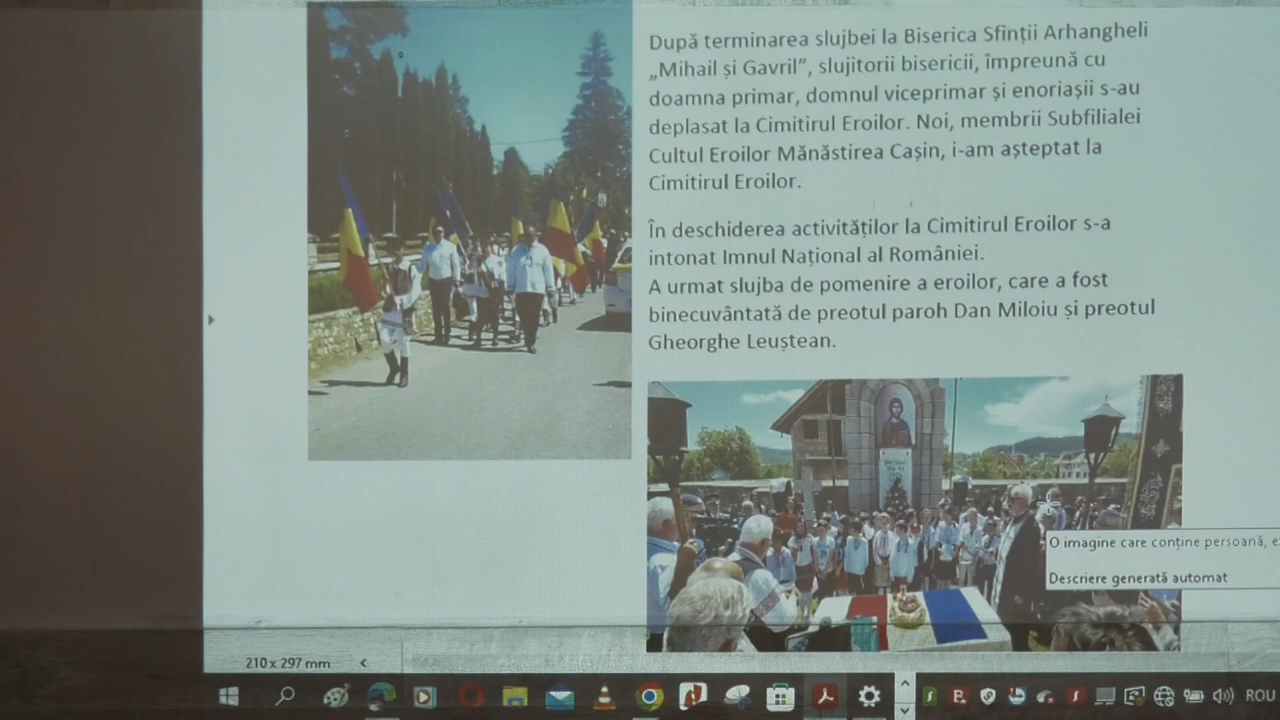 După terminarea slujbei la Biserica Sfinții Arhangheli
„Mihail și Gavril”, slujitorii bisericii, împreună cu
doamna primar, domnul viceprimar și enoriașii s-au
deplasat la Cimitirul Eroilor. Noi, membrii Subfilialei
Cultul Eroilor Mănăstirea Cașin, i-am așteptat la
Cimitirul Eroilor.
În deschiderea activităților la Cimitirul Eroilor s-a
intonat Imnul Național al României.
A urmat slujba de pomenire a eroilor, care a fost
binecuvântată de preotul paroh Dan Miloiu și preotul
Gheorghe Leuștean.
O imagine care conține persoană,
Descriere generată automat
210 x 297 mm
ROU